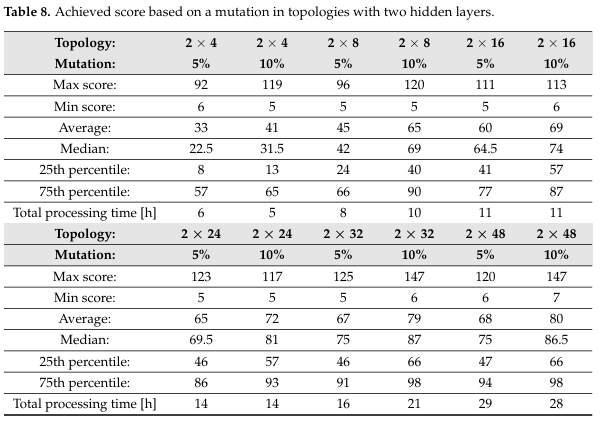 Table 8. Achieved score based on a mutation in topologies with two hidden layers.
Topology: 2 × 4 2 × 4 2 × 8 2 × 8 2 × 16 2 × 16
Mutation: 5% 10% 5% 10% 5% 10%
Max score: 92 119 96 120 111 113
Min score: 6 5 5 5 5 6
Average: 33 41 45 65 60 69
Median: 22.5 31.5 42 69 64.5 74
25th percentile: 8 13 24 40 41 57
75th percentile: 57 65 66 90 77 87
Total processing time [h] 6 5 8 10 11 11
Topology: 2 × 24 2 × 24 2 × 32 2 × 32 2 × 48 2 × 48
Mutation: 5% 10% 5% 10% 5% 10%
Max score: 123 117 125 147 120 147
Min score: 5 5 5 6 6 7
Average: 65 72 67 79 68 80
Median: 69.5 81 75 87 75 86.5
25th percentile: 46 57 46 66 47 66
75th percentile: 86 93 91 98 94 98
Total processing time [h] 14 14 16 21 29 28